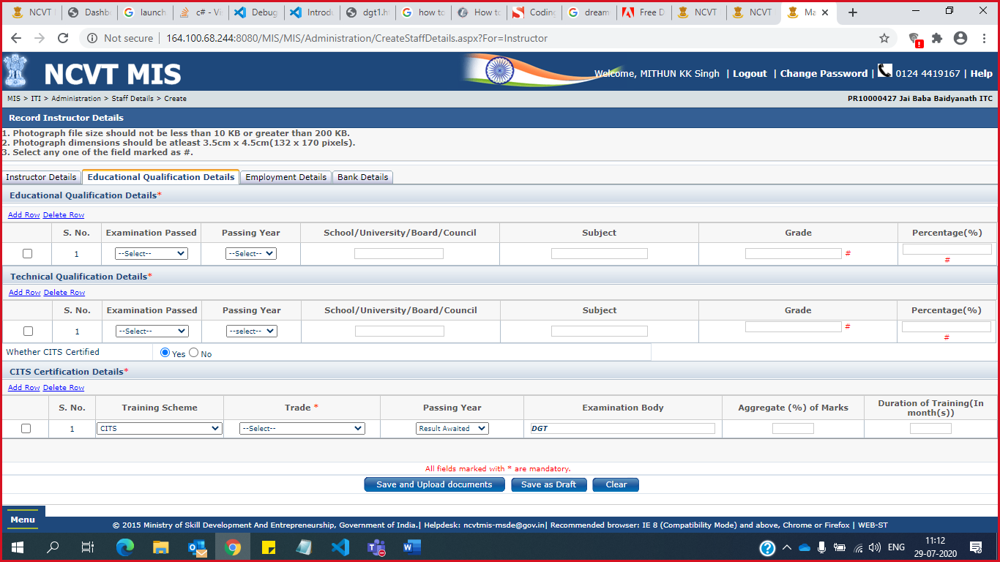 NCVT Dashbo launch c# - Vi Debug Introdu dgt1.h how to How to Coding dream Free D NCVT NCVT Ma
Not secure 164.100.68.244:8080/MIS/MIS/Administration/CreateStaffDetails.aspx?For=Instructor
NCVT MIS
Welcome, MITHUN KK Singh | Logout | Change Password | 0124 4419167 | Help
MIS > ITI > Administration > Staff Details > Create PR10000427 Jai Baba Baidyanath ITC
Record Instructor Details
1. Photograph file size should not be less than 10 KB or greater than 200 KB.
2. Photograph dimensions should be atleast 3.5cm x 4.5cm(132 x 170 pixels).
3. Select any one of the field marked as #.
Instructor Details Educational Qualification Details Employment Details Bank Details
Educational Qualification Details*
Add Row Delete Row
S. No. Examination Passed Passing Year School/University/Board/Council Subject Grade Percentage(%)
1 --Select-- --Select-- # #
Technical Qualification Details*
Add Row Delete Row
S. No. Examination Passed Passing Year School/University/Board/Council Subject Grade Percentage(%)
1 --Select-- --select-- # #
Whether CITS Certified Yes No
CITS Certification Details*
Add Row Delete Row
S. No. Training Scheme Trade * Passing Year Examination Body Aggregate (%) of Marks Duration of Training(In month(s))
1 CITS --Select-- Result Awaited DGT
All fields marked with * are mandatory.
Save and Upload documents Save as Draft Clear
Menu
© 2015 Ministry of Skill Development And Entrepreneurship, Government of India.| Helpdesk: ncvtmis-msde@gov.in| Recommended browser: IE 8 (Compatibility Mode) and above, Chrome or Firefox | WEB-ST
ENG 11:12
29-07-2020